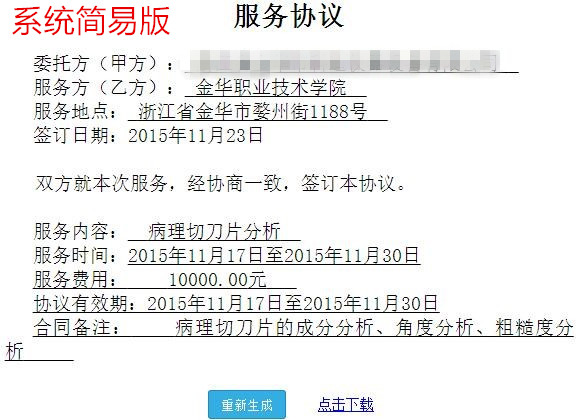 系统简易版
服务协议
委托方（甲方）：
服务方（乙方）： 金华职业技术学院
服务地点： 浙江省金华市婺州街1188号
签订日期：2015年11月23日
双方就本次服务，经协商一致，签订本协议。
服务内容： 病理切刀片分析
服务时间：2015年11月17日至2015年11月30日
服务费用： 10000.00元
协议有效期：2015年11月17日至2015年11月30日
合同备注： 病理切刀片的成分分析、角度分析、粗糙度分
析
重新生成 点击下载